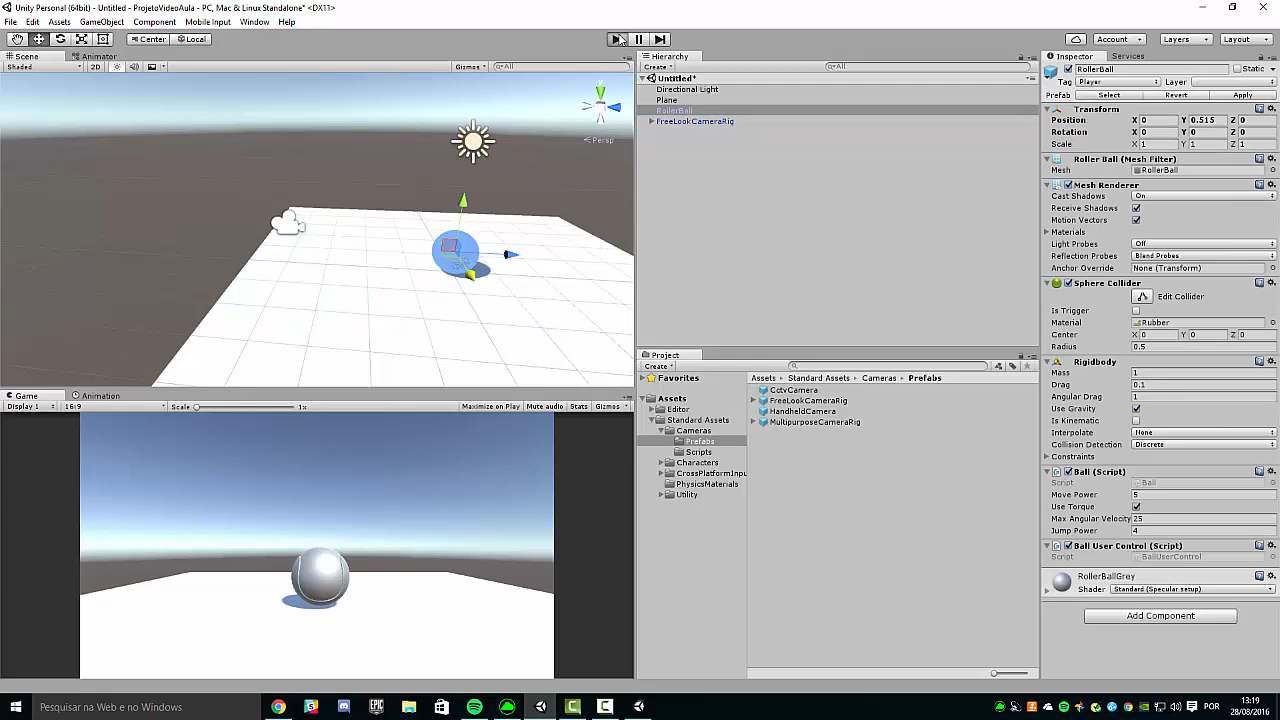 Unity Personal (64bit) - Untitled - ProjetoVideoAula - PC, Mac & Linux Standalone* <DX11>
File Edit Assets GameObject Component Mobile Input Window Help
Center Local
Account Layers Layout
Scene Animator
Shaded 2D Gizmos All
y
Persp
Game Animation
Display 1 16:9 Scale 1x Maximize on Play Mute audio Stats Gizmos
Hierarchy
Create All
Untitled*
Directional Light
Plane
RollerBall
FreeLookCameraRig
Project
Create
Favorites
Assets
Editor
Standard Assets
Cameras
Prefabs
Scripts
Characters
CrossPlatformInpu
PhysicsMaterials
Utility
Assets Standard Assets Cameras Prefabs
CctvCamera
FreeLookCameraRig
HandheldCamera
MultipurposeCameraRig
Inspector Services
RollerBall Static
Tag Player Layer
Prefab Select Revert Apply
Transform
Position X 0 Y 0.515 Z 0
Rotation X 0 Y 0 Z 0
Scale X 1 Y 1 Z 1
Roller Ball (Mesh Filter)
Mesh RollerBall
Mesh Renderer
Cast Shadows On
Receive Shadows
Motion Vectors
Materials
Light Probes Off
Reflection Probes Blend Probes
Anchor Override None (Transform)
Sphere Collider
Edit Collider
Is Trigger
Material Rubber
Center X 0 Y 0 Z 0
Radius 0.5
Rigidbody
Mass 1
Drag 0.1
Angular Drag 1
Use Gravity
Is Kinematic
Interpolate None
Collision Detection Discrete
Constraints
Ball (Script)
Script Ball
Move Power 5
Use Torque
Max Angular Velocity 25
Jump Power 4
Ball User Control (Script)
Script BallUserControl
RollerBallGrey
Shader Standard (Specular setup)
Add Component
Pesquisar na Web e no Windows
EPIC
POR
13:19
28/08/2016